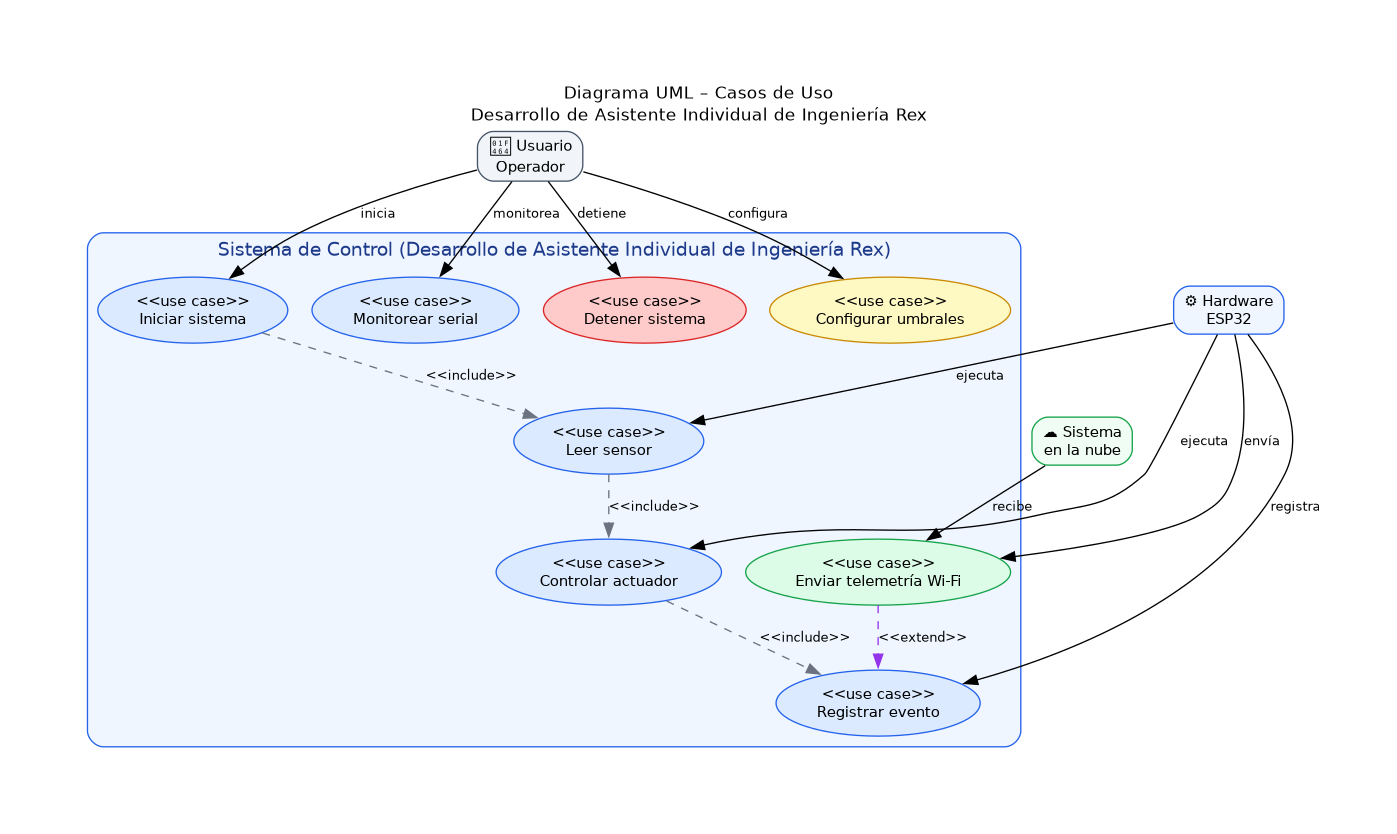 Diagrama UML – Casos de Uso
Desarrollo de Asistente Individual de Ingeniería Rex
01F464 Usuario
Operador
inicia
monitorea
detiene
configura
Sistema de Control (Desarrollo de Asistente Individual de Ingeniería Rex)
<<use case>>
Iniciar sistema
<<use case>>
Monitorear serial
<<use case>>
Detener sistema
<<use case>>
Configurar umbrales
⚙ Hardware
ESP32
<<include>>
ejecuta
<<use case>>
Leer sensor
☁ Sistema
en la nube
ejecuta
envía
<<include>>
recibe
registra
<<use case>>
Controlar actuador
<<use case>>
Enviar telemetría Wi-Fi
<<include>>
<<extend>>
<<use case>>
Registrar evento